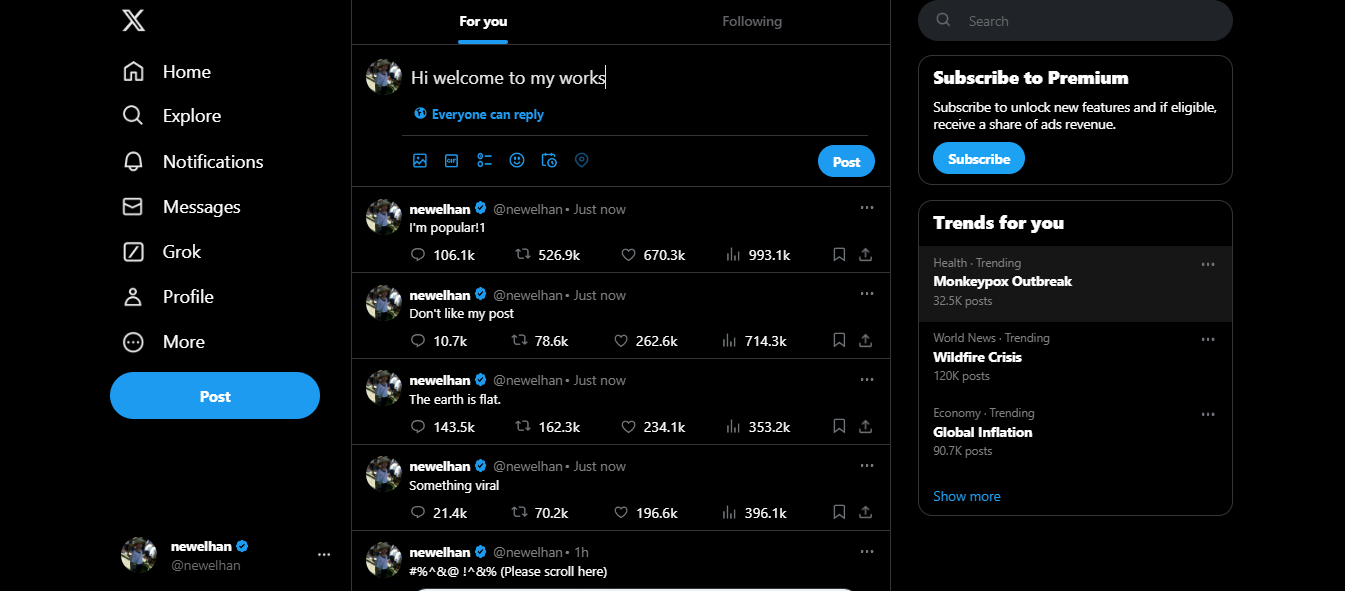 X
Home
Explore
Notifications
Messages
Grok
Profile
More
Post
newelhan
@newelhan
For you
Following
Hi welcome to my works
Everyone can reply
GIF
Post
newelhan @newelhan • Just now
I'm popular!1
106.1k 526.9k 670.3k 993.1k
newelhan @newelhan • Just now
Don't like my post
10.7k 78.6k 262.6k 714.3k
newelhan @newelhan • Just now
The earth is flat.
143.5k 162.3k 234.1k 353.2k
newelhan @newelhan • Just now
Something viral
21.4k 70.2k 196.6k 396.1k
newelhan @newelhan • 1h
#%^&@ !^&% (Please scroll here)
Search
Subscribe to Premium
Subscribe to unlock new features and if eligible,
receive a share of ads revenue.
Subscribe
Trends for you
Health · Trending
Monkeypox Outbreak
32.5K posts
World News · Trending
Wildfire Crisis
120K posts
Economy · Trending
Global Inflation
90.7K posts
Show more